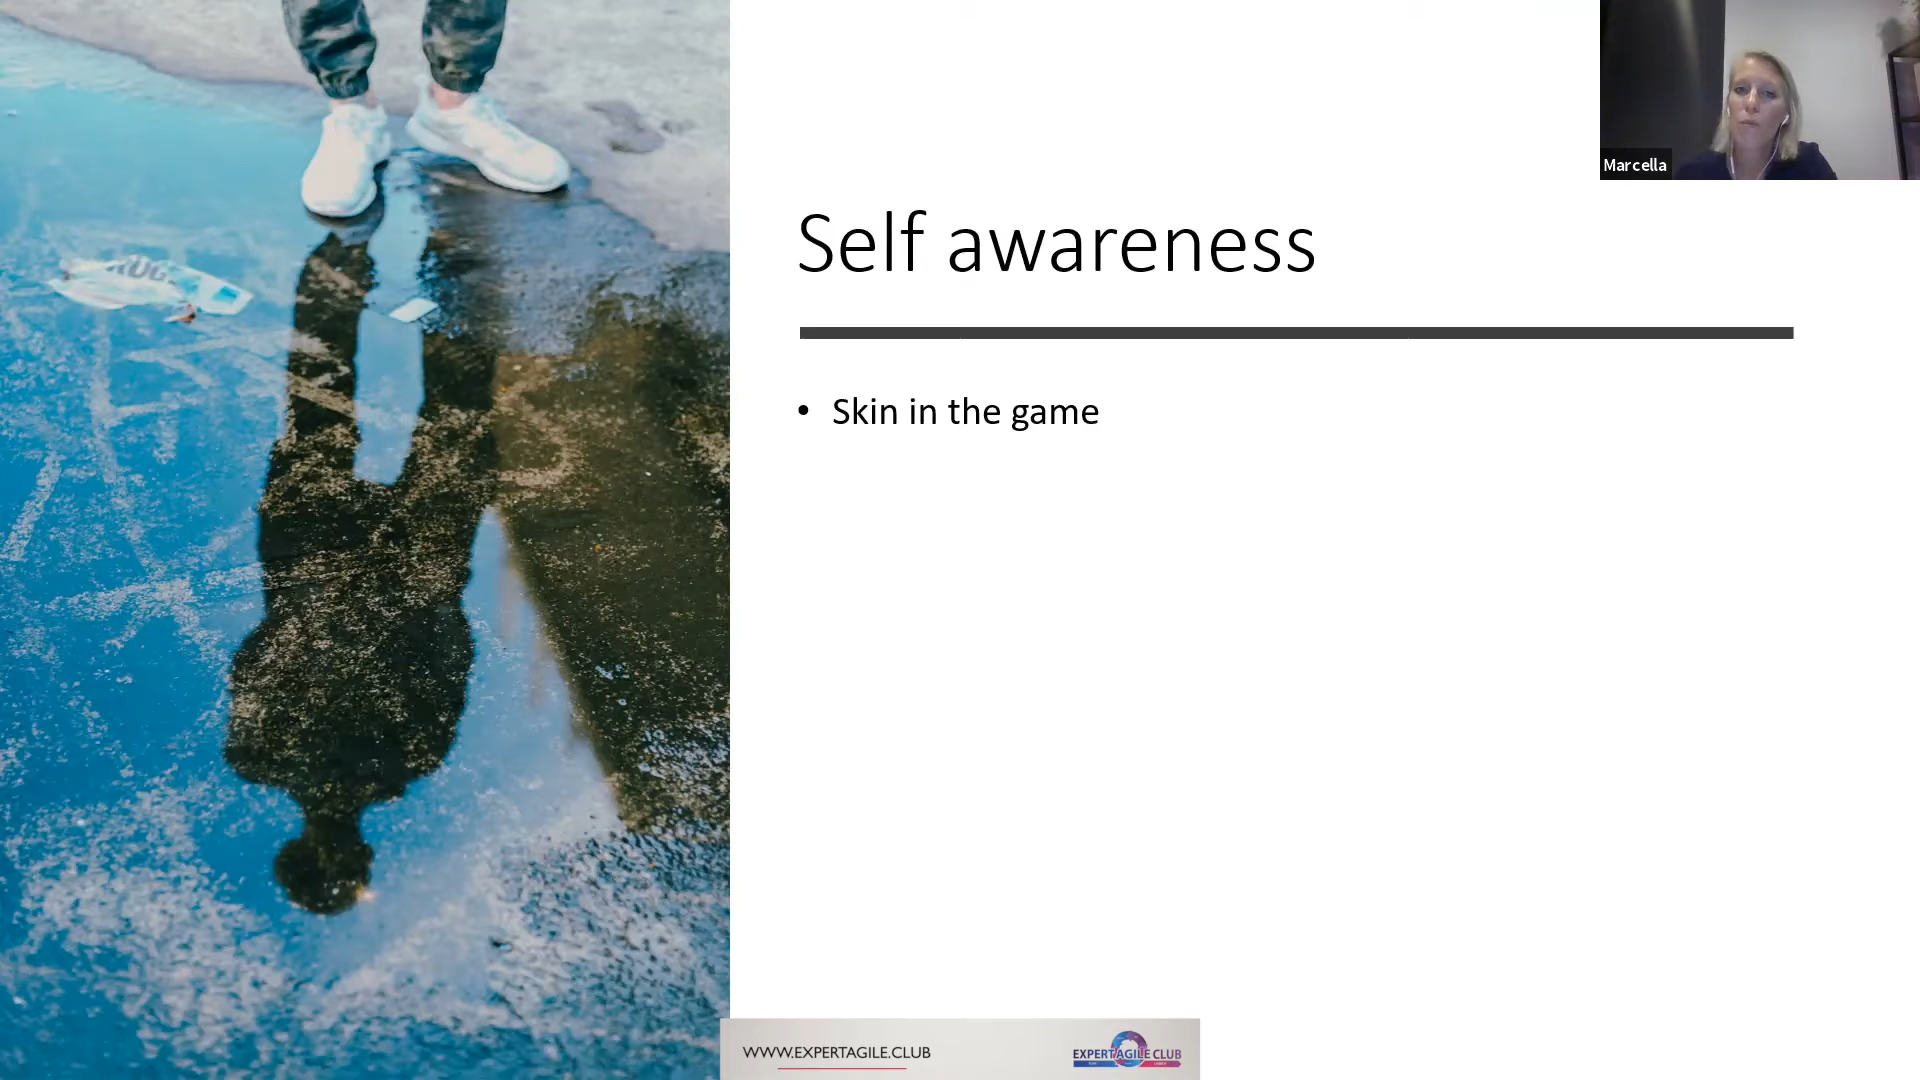 Marcella
Self awareness
• Skin in the game
WWW.EXPERTAGILE.CLUB
EXPERT AGILE CLUB